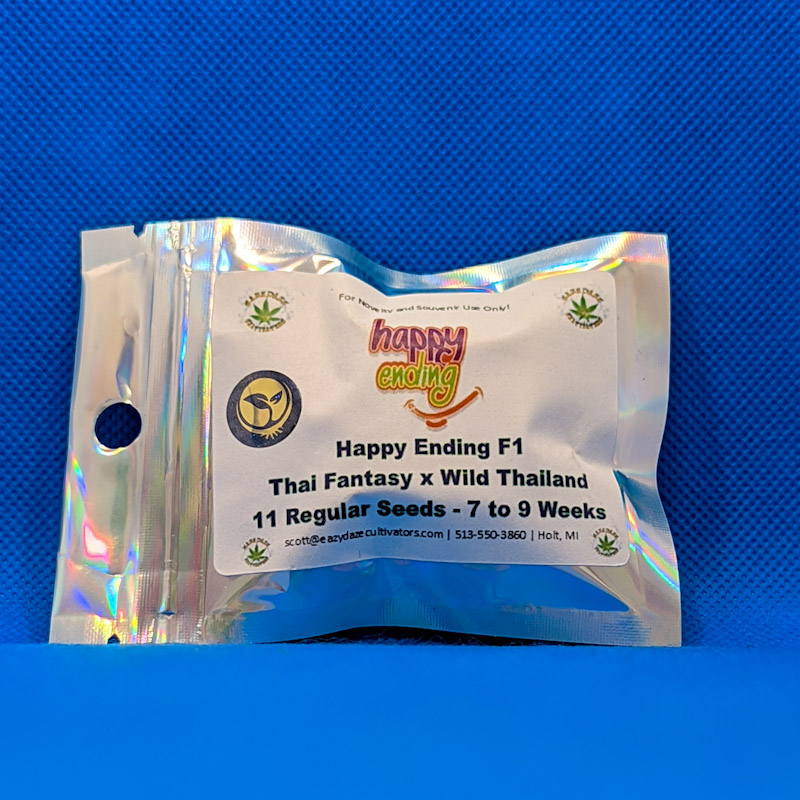 For Novelty and Souvenir Use Only!
happy
ending
Happy Ending F1
Thai Fantasy x Wild Thailand
11 Regular Seeds - 7 to 9 Weeks
scott@eazydazecultivators.com | 513-550-3860 | Holt, MI